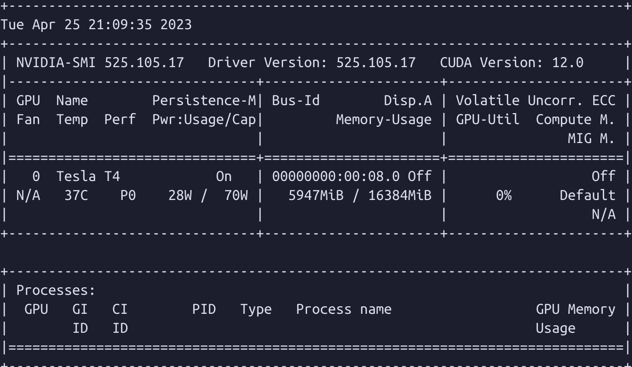 +-----------------------------------------------------------------------------+
Tue Apr 25 21:09:35 2023
+-----------------------------------------------------------------------------+
| NVIDIA-SMI 525.105.17   Driver Version: 525.105.17   CUDA Version: 12.0     |
|-------------------------------+----------------------+----------------------+
| GPU  Name        Persistence-M| Bus-Id        Disp.A | Volatile Uncorr. ECC |
| Fan  Temp  Perf  Pwr:Usage/Cap|         Memory-Usage | GPU-Util  Compute M. |
|                               |                      |               MIG M. |
|===============================+======================+======================|
|   0  Tesla T4            On   | 00000000:00:08.0 Off |                  Off |
| N/A   37C    P0    28W /  70W |   5947MiB / 16384MiB |      0%      Default |
|                               |                      |                  N/A |
+-------------------------------+----------------------+----------------------+

+-----------------------------------------------------------------------------+
| Processes:                                                                  |
|  GPU   GI   CI        PID   Type   Process name                  GPU Memory |
|        ID   ID                                                   Usage      |
|=============================================================================|
+-----------------------------------------------------------------------------+